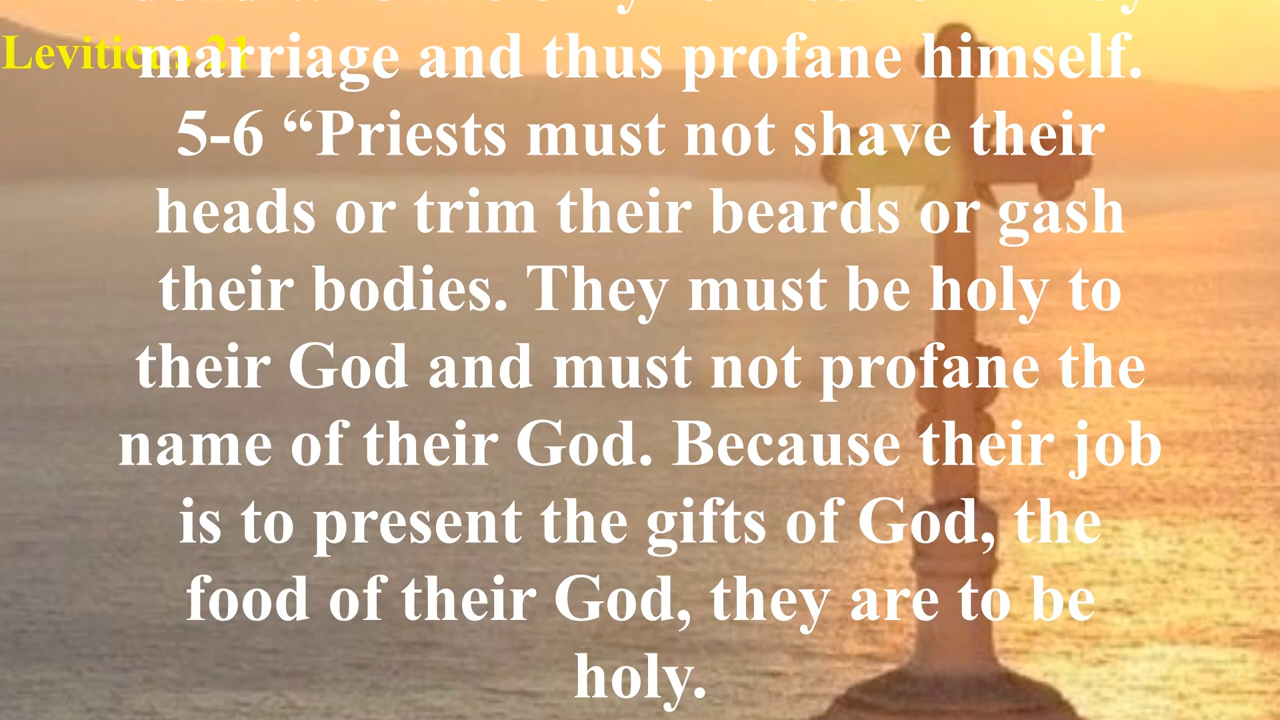 Leviticus 21
marriage and thus profane himself.
5-6 “Priests must not shave their
heads or trim their beards or gash
their bodies. They must be holy to
their God and must not profane the
name of their God. Because their job
is to present the gifts of God, the
food of their God, they are to be
holy.